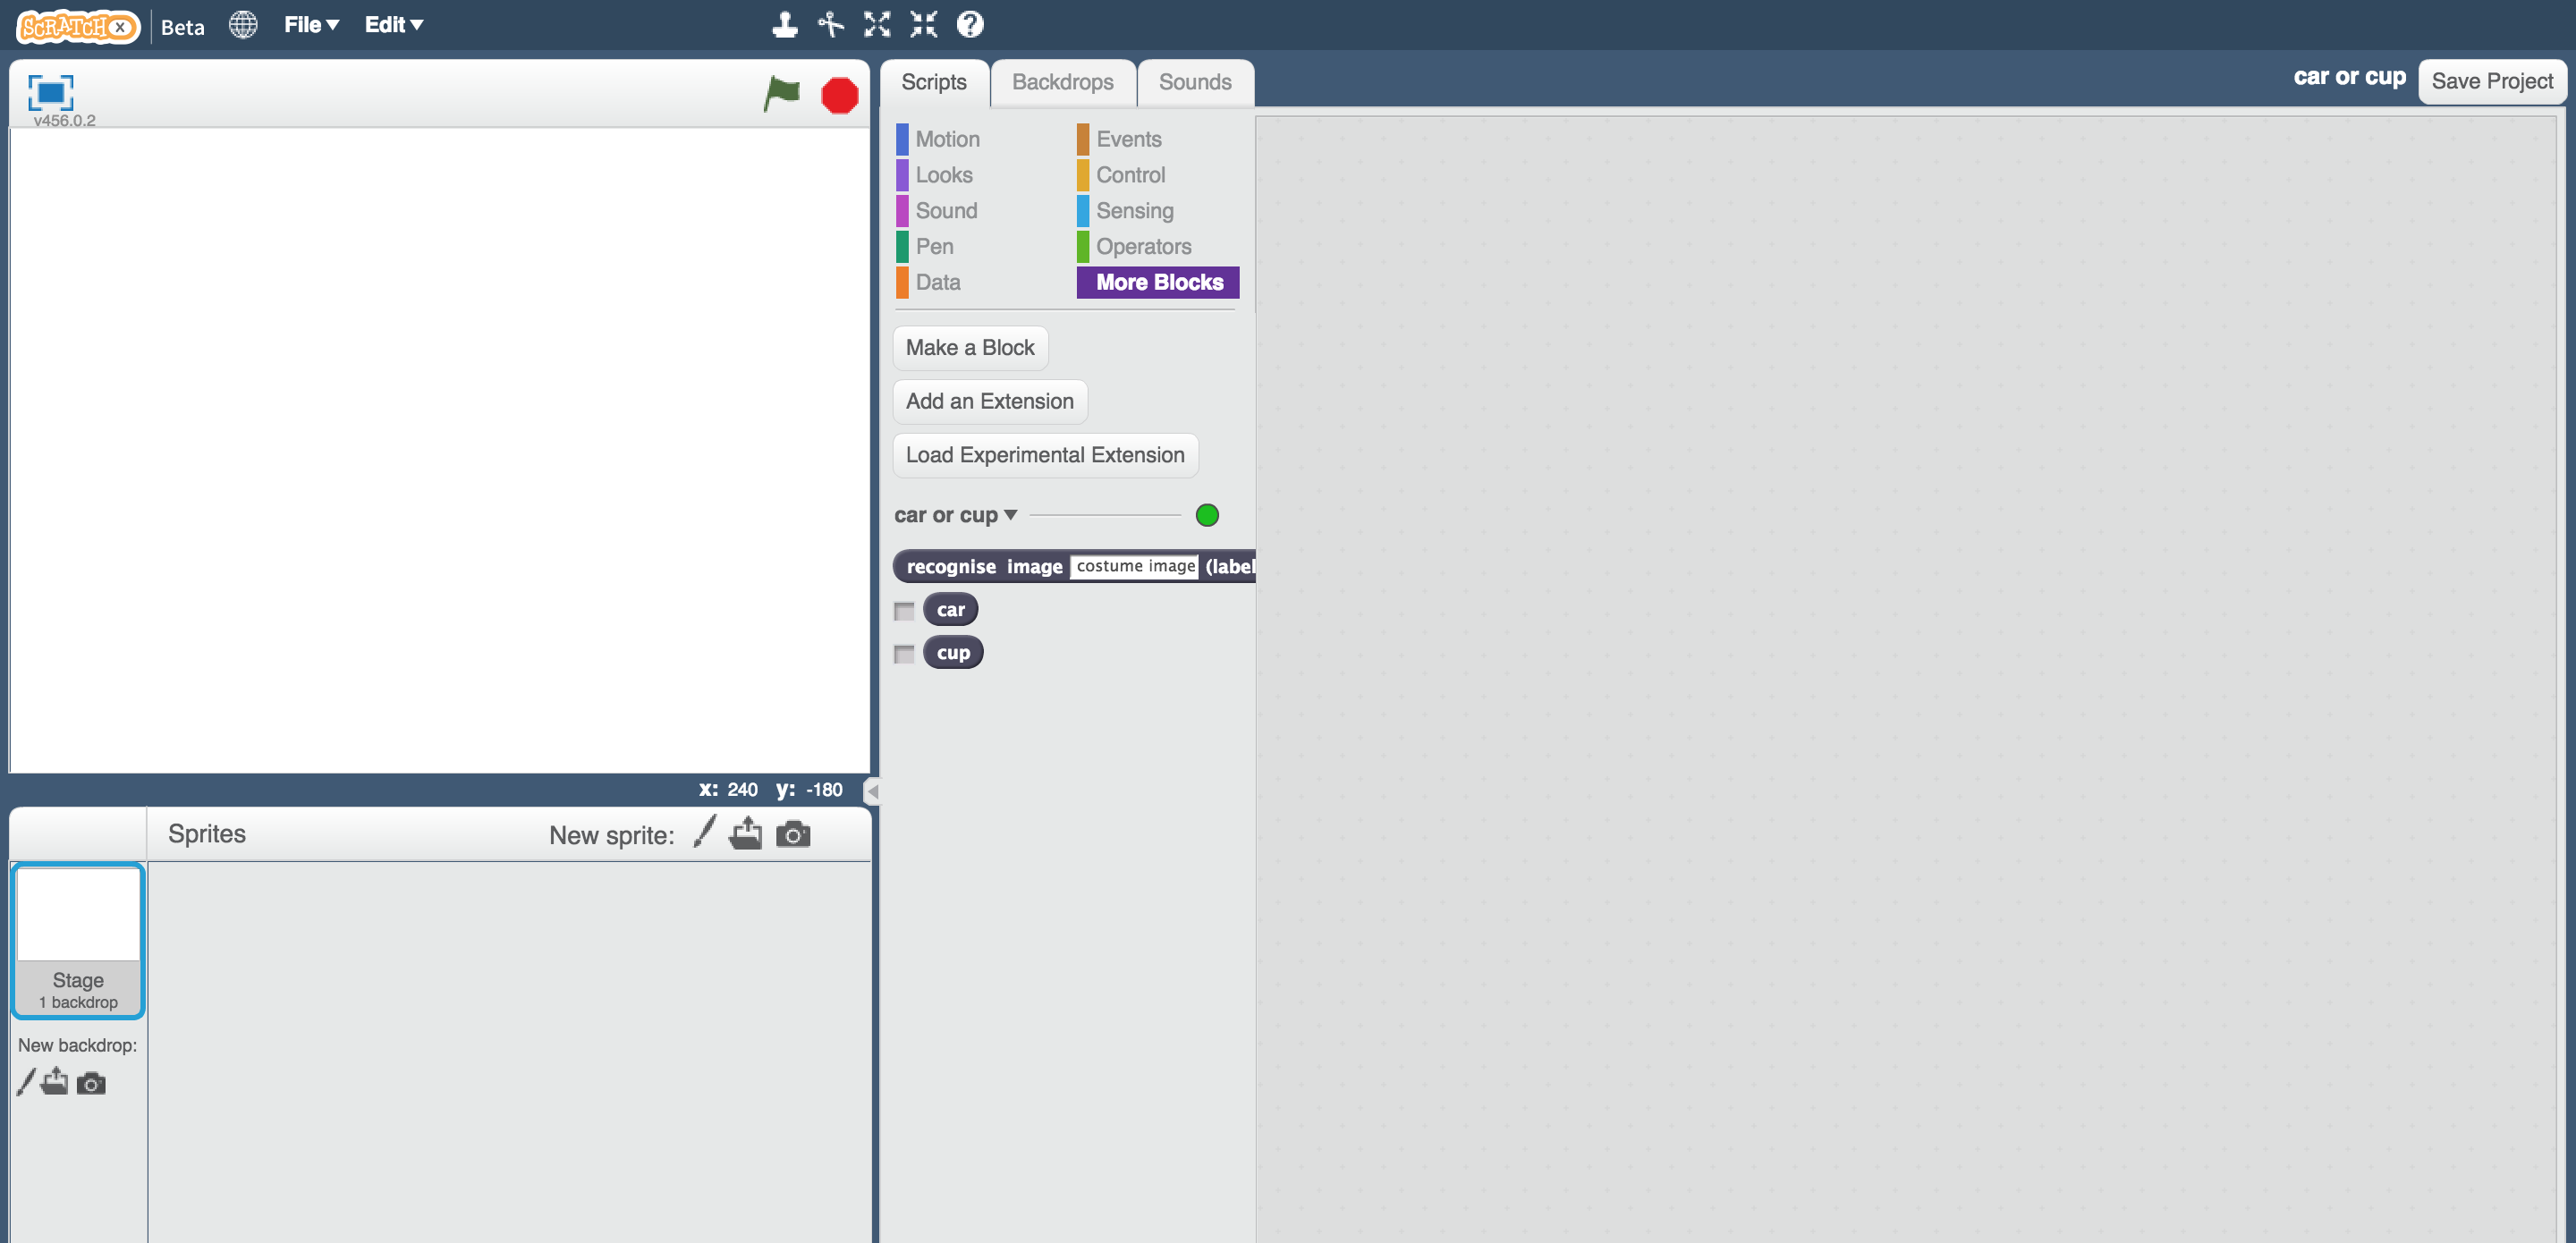 SCRATCH X Beta File Edit
v456.0.2
Scripts Backdrops Sounds
car or cup Save Project
Motion Events
Looks Control
Sound Sensing
Pen Operators
Data More Blocks
Make a Block
Add an Extension
Load Experimental Extension
car or cup
recognise image costume image (label
car
cup
x: 240 y: -180
Sprites New sprite:
Stage
1 backdrop
New backdrop: